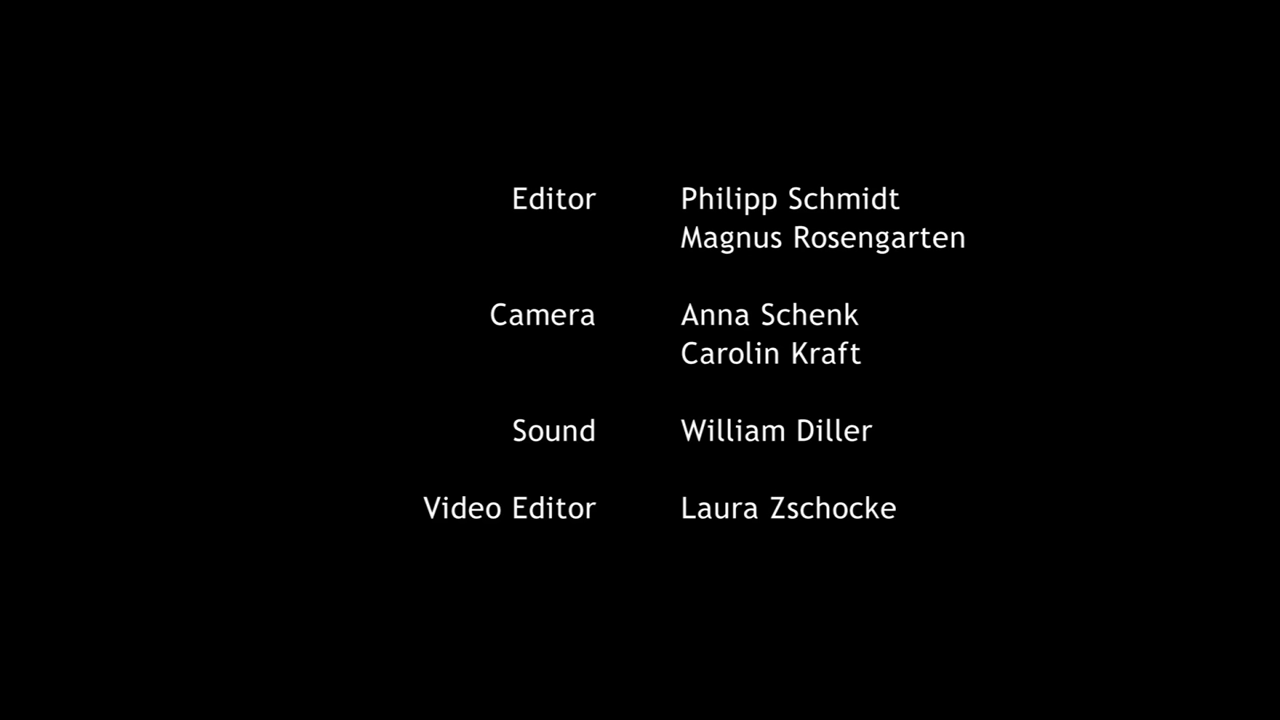 Editor Philipp Schmidt
Magnus Rosengarten
Camera Anna Schenk
Carolin Kraft
Sound William Diller
Video Editor Laura Zschocke